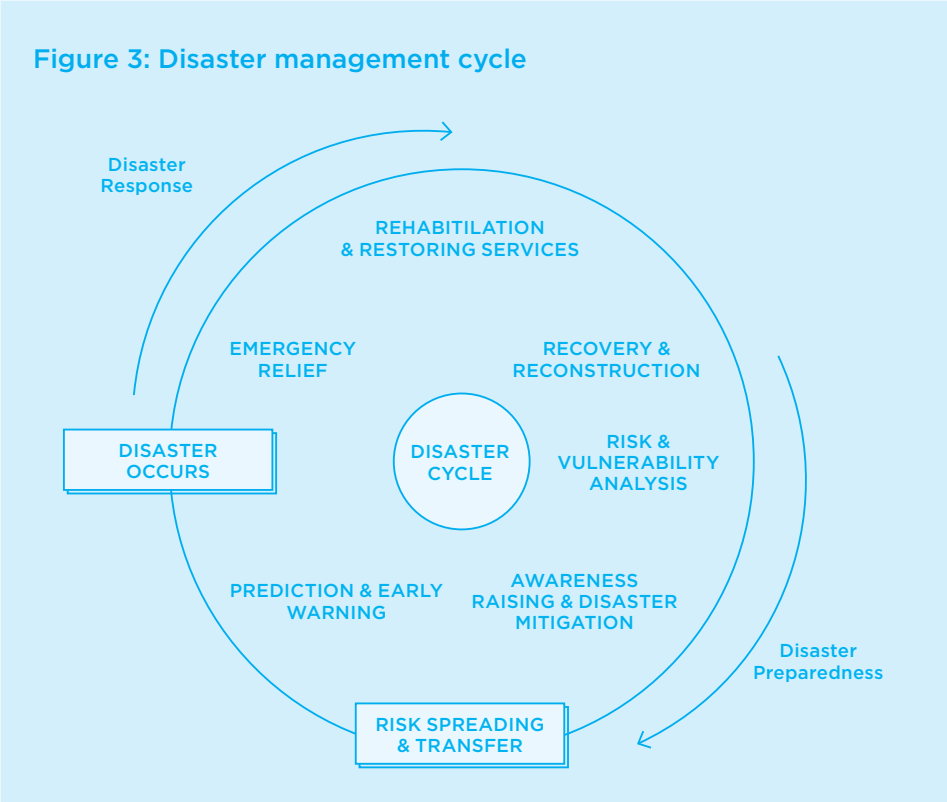 Figure 3: Disaster management cycle
Disaster
Response
REHABITILATION
& RESTORING SERVICES
EMERGENCY
RELIEF
RECOVERY &
RECONSTRUCTION
DISASTER
OCCURS
DISASTER
CYCLE
RISK &
VULNERABILITY
ANALYSIS
PREDICTION & EARLY
WARNING
AWARENESS
RAISING & DISASTER
MITIGATION
Disaster
Preparedness
RISK SPREADING
& TRANSFER